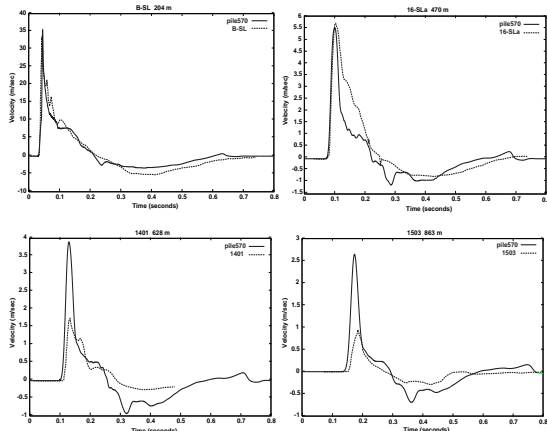 B-SL 204 m
pile570
B-SL
Velocity (m/sec)
40
35
30
25
20
15
10
5
0
-5
-10
0 0.1 0.2 0.3 0.4 0.5 0.6 0.7 0.8
Time (seconds)
16-SLa 470 m
pile570
16-SLa
Velocity (m/sec)
6
5.5
5
4.5
4
3.5
3
2.5
2
1.5
1
0.5
0
-0.5
-1
-1.5
0 0.1 0.2 0.3 0.4 0.5 0.6 0.7 0.8
Time (seconds)
1401 628 m
pile570
1401
Velocity (m/sec)
4
3.5
3
2.5
2
1.5
1
0.5
0
-0.5
-1
0 0.1 0.2 0.3 0.4 0.5 0.6 0.7 0.8
Time (seconds)
1503 863 m
pile570
1503
Velocity (m/sec)
3
2.5
2
1.5
1
0.5
0
-0.5
-1
0 0.1 0.2 0.3 0.4 0.5 0.6 0.7 0.8
Time (seconds)